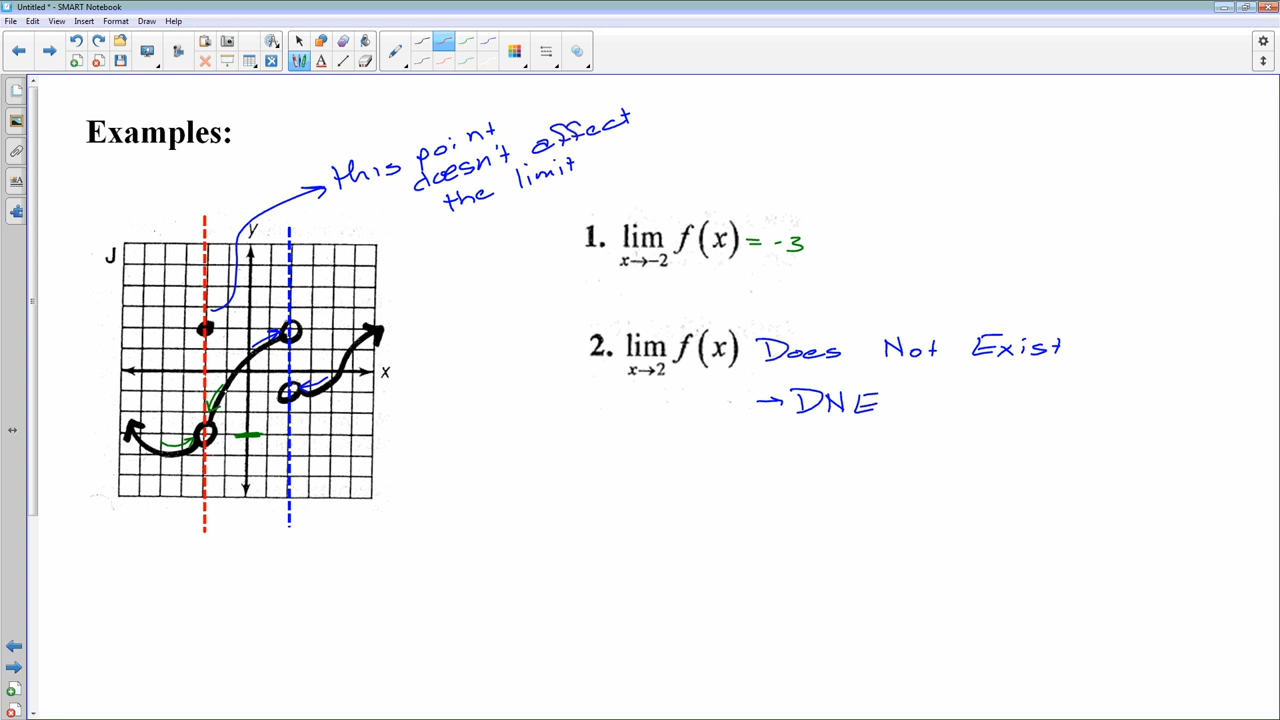 Untitled * - SMART Notebook
File Edit View Insert Format Draw Help
Examples:
this point
doesn't affect
the limit
J
y
x
1. lim f(x) = -3
x→-2
2. lim f(x) Does Not Exist
x→2
→ DNE